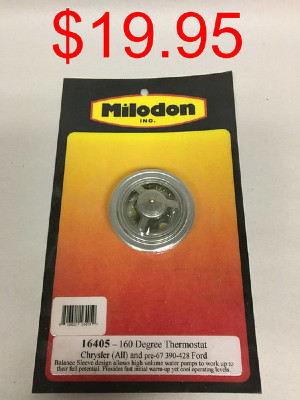 $19.95
Milodon
INC.
16405 – 160 Degree Thermostat
Chrysler (All) and pre-67 390-428 Ford
Balance Sleeve design allows high volume water pumps to work up to
their full potential. Provides fast initial warm-up yet cool operating levels.